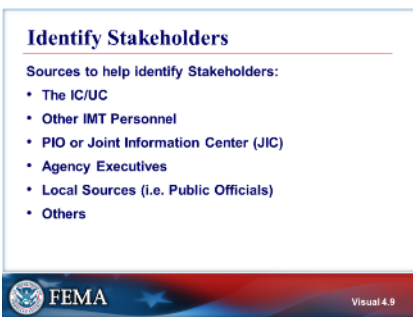 Identify Stakeholders
Sources to help identify Stakeholders:
• The IC/UC
• Other IMT Personnel
• PIO or Joint Information Center (JIC)
• Agency Executives
• Local Sources (i.e. Public Officials)
• Others
FEMA
Visual 4.9